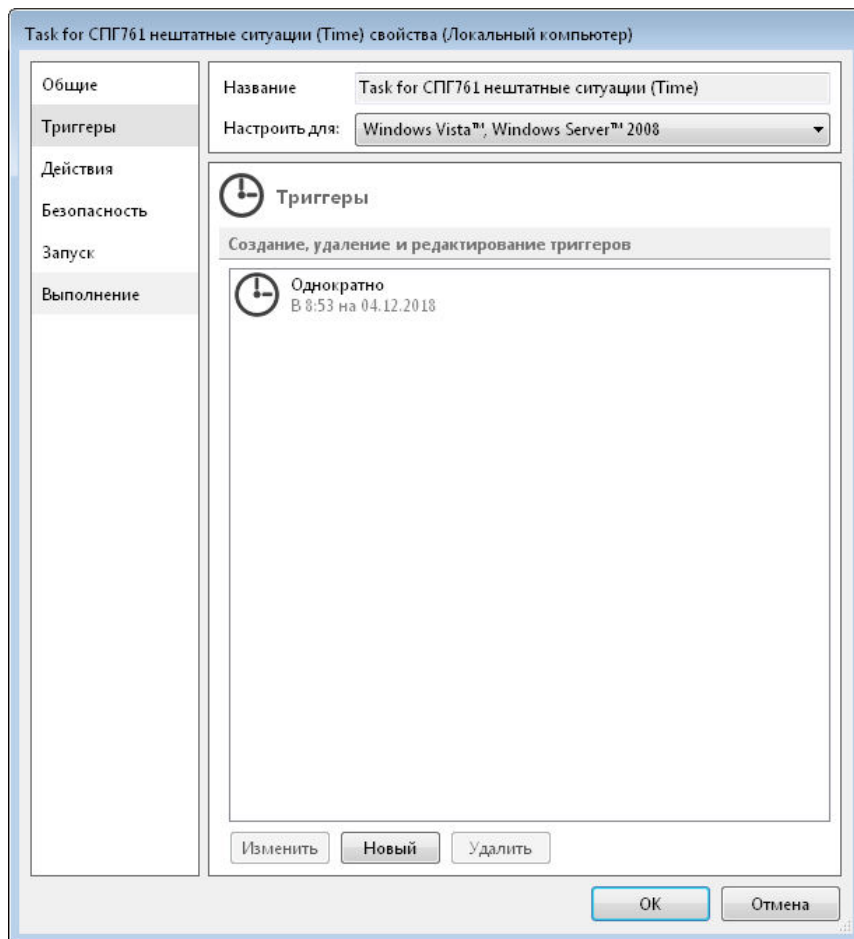 Task for СПГ761 нештатные ситуации (Time) свойства (Локальный компьютер)
Общие
Триггеры
Действия
Безопасность
Запуск
Выполнение
Название
Task for СПГ761 нештатные ситуации (Time)
Настроить для:
Windows Vista™, Windows Server™ 2008
Триггеры
Создание, удаление и редактирование триггеров
Однократно
В 8:53 на 04.12.2018
Изменить
Новый
Удалить
ОК
Отмена